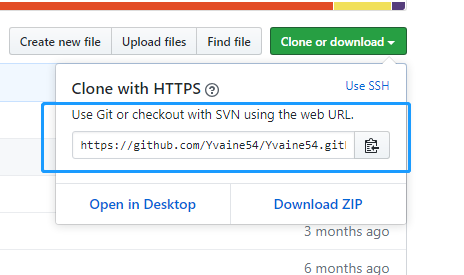 Create new file Upload files Find file Clone or download
Clone with HTTPS ? Use SSH
Use Git or checkout with SVN using the web URL.
https://github.com/Yvaine54/Yvaine54.git
Open in Desktop Download ZIP
3 months ago
6 months ago